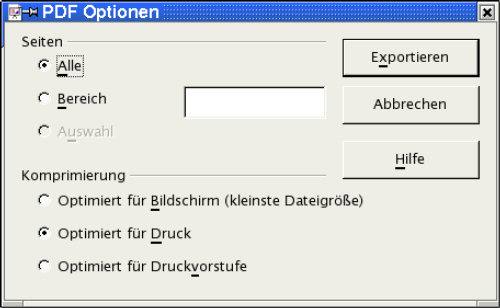 PDF Optionen
Seiten
Alle
Bereich
Auswahl
Exportieren
Abbrechen
Hilfe
Komprimierung
Optimiert für Bildschirm (kleinste Dateigröße)
Optimiert für Druck
Optimiert für Druckvorstufe